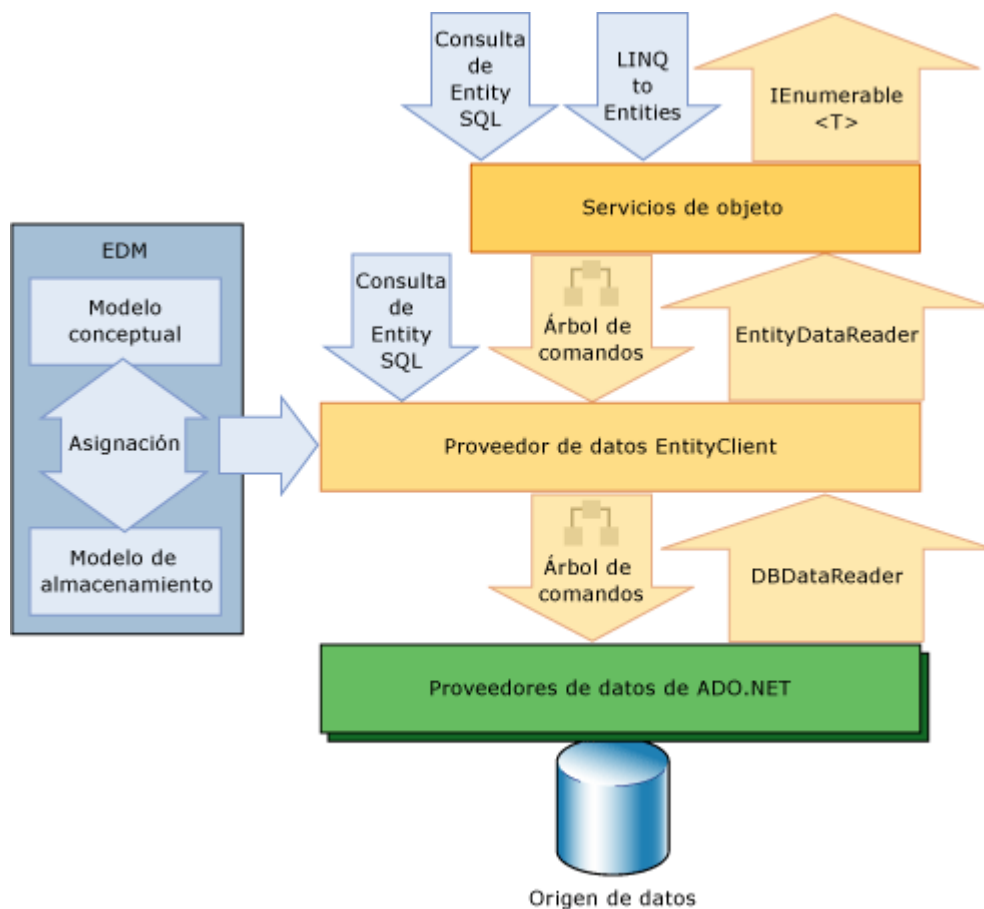 Consulta
de
Entity
SQL
LINQ
to
Entities
IEnumerable
<T>
Servicios de objeto
EDM
Modelo
conceptual
Asignación
Modelo de
almacenamiento
Consulta
de
Entity
SQL
Árbol de
comandos
EntityDataReader
Proveedor de datos EntityClient
Árbol de
comandos
DBDataReader
Proveedores de datos de ADO.NET
Origen de datos